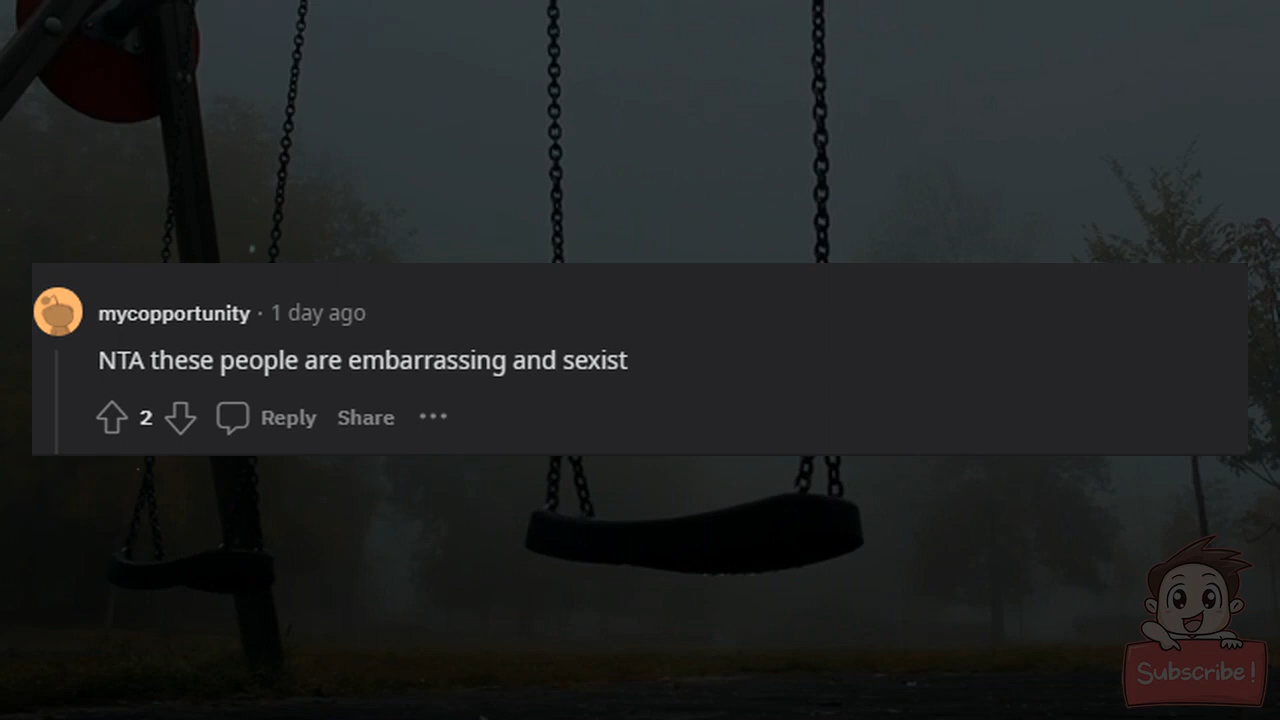 mycopportunity · 1 day ago
NTA these people are embarrassing and sexist
2 Reply Share ···
Subscribe!